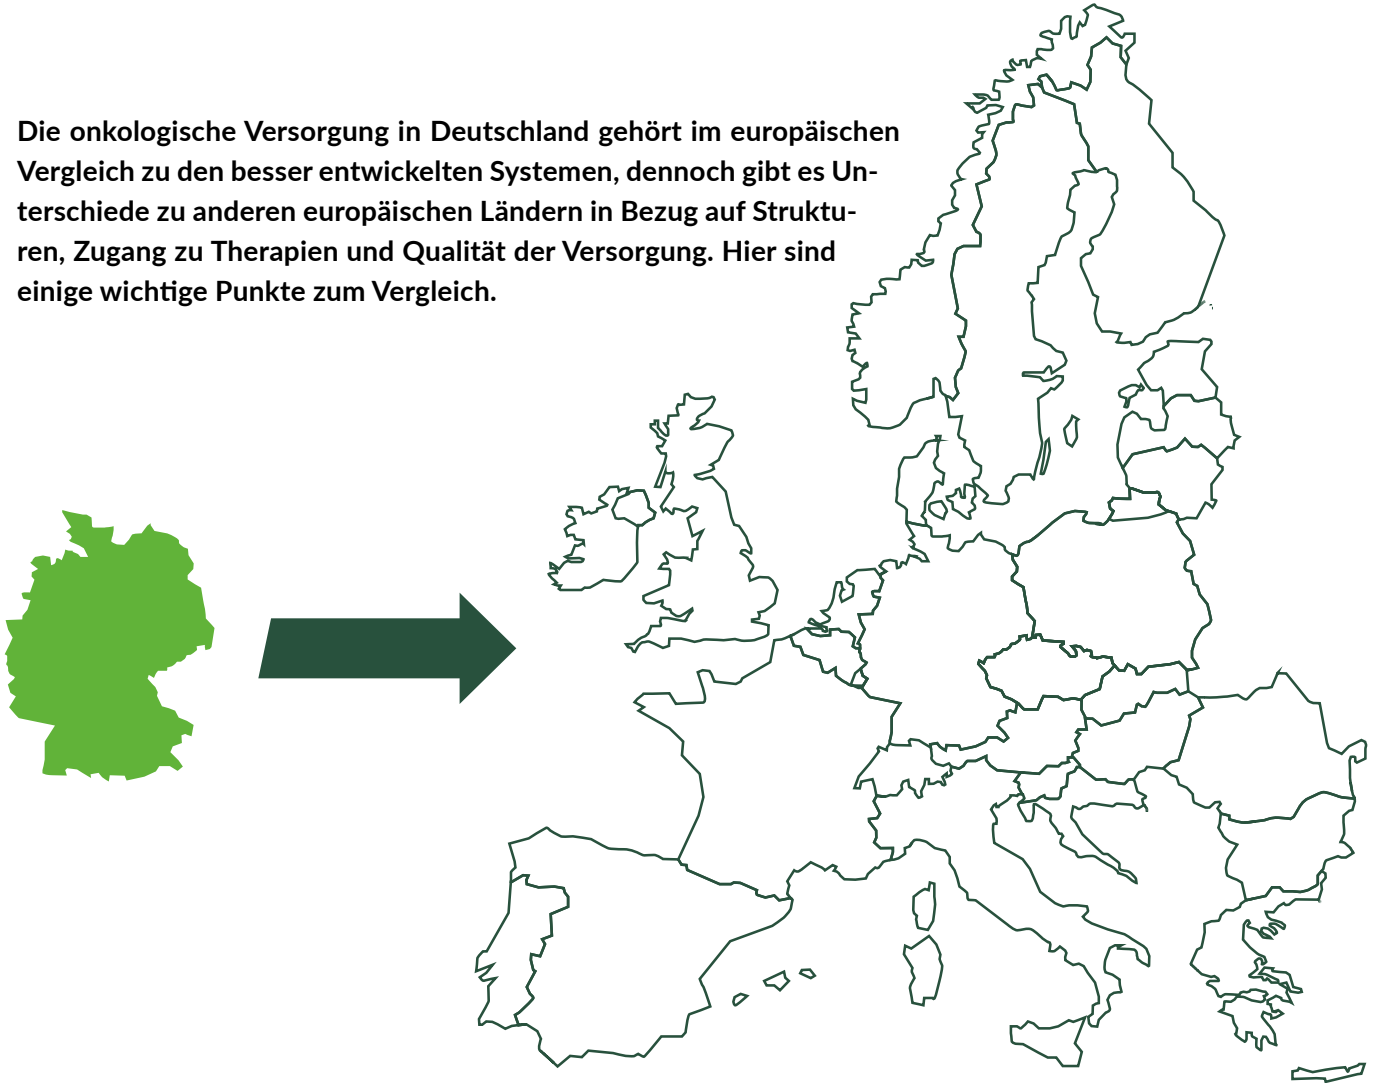 Die onkologische Versorgung in Deutschland gehört im europäischen
Vergleich zu den besser entwickelten Systemen, dennoch gibt es Un-
terschiede zu anderen europäischen Ländern in Bezug auf Struktu-
ren, Zugang zu Therapien und Qualität der Versorgung. Hier sind
einige wichtige Punkte zum Vergleich.